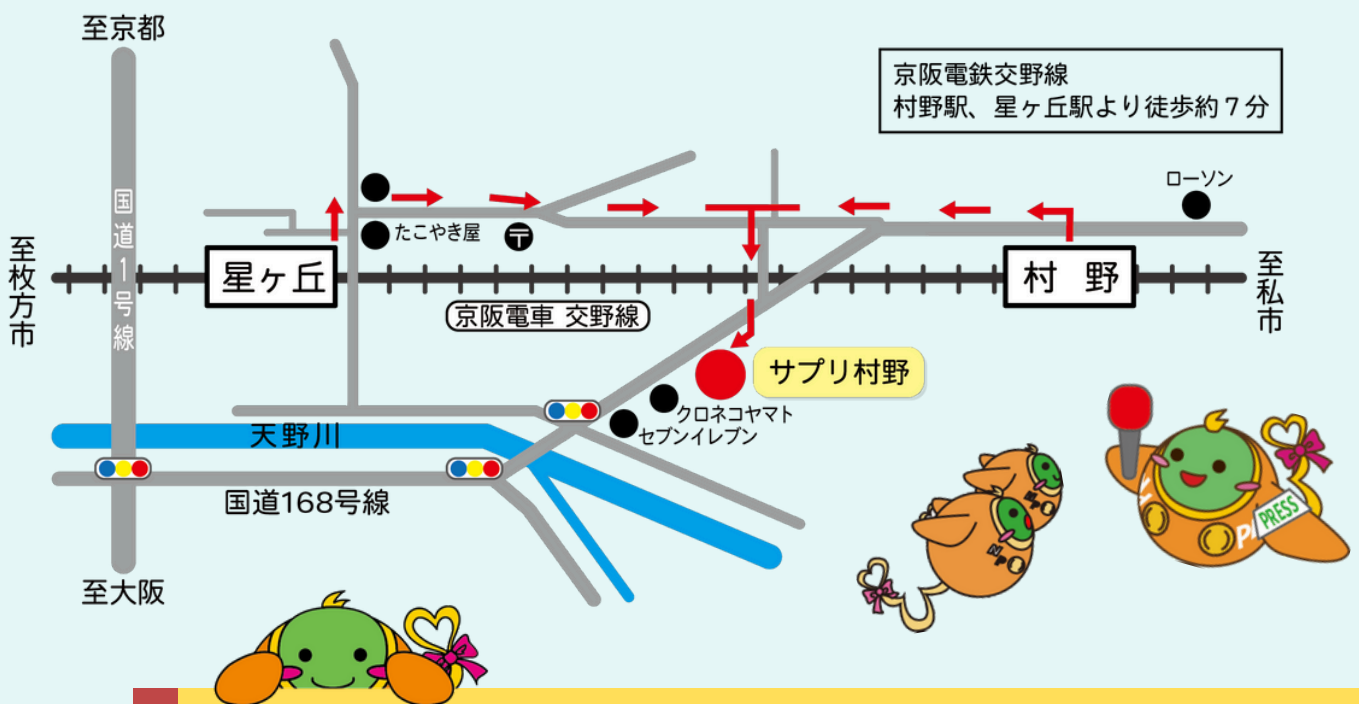 至京都
京阪電鉄交野線
村野駅、星ヶ丘駅より徒歩約7分
国道1号線
ローソン
たこやき屋
〒
至枚方市
星ヶ丘
村野
至私市
京阪電車 交野線
サプリ村野
クロネコヤマト
セブンイレブン
天野川
国道168号線
至大阪
NP
NP
PRESS